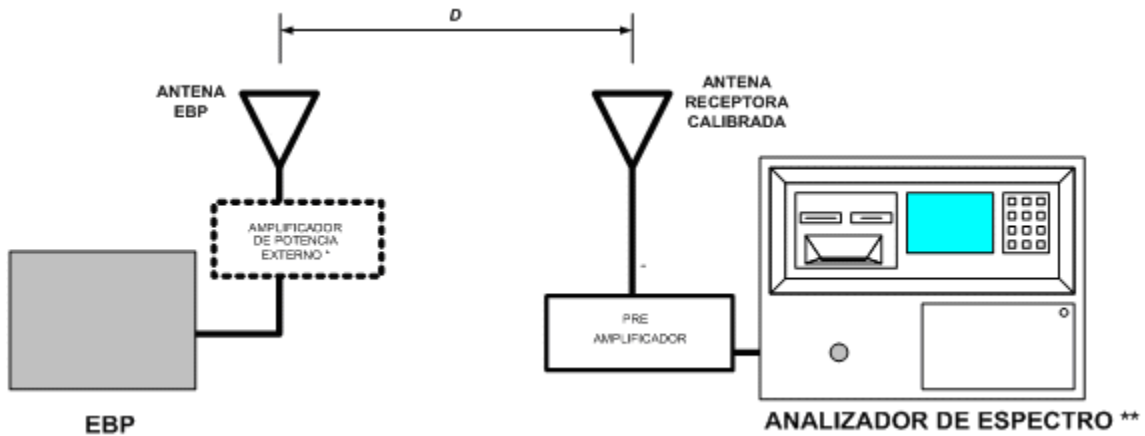 D
ANTENA
EBP
ANTENA
RECEPTORA
CALIBRADA
AMPLIFICADOR
DE POTENCIA
EXTERNO *
PRE
AMPLIFICADOR
EBP
ANALIZADOR DE ESPECTRO **